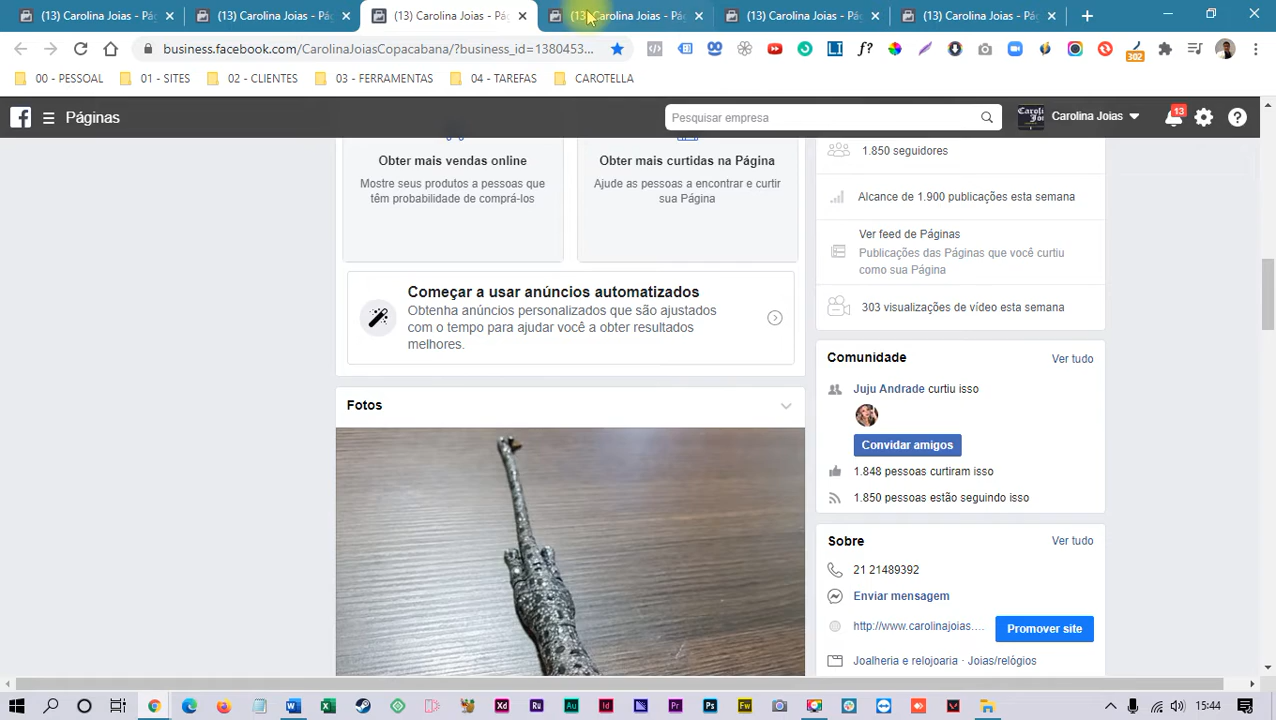 (13) Carolina Joias - Pá
(13) Carolina Joias - Pá
(13) Carolina Joias - Pá
(13) Carolina Joias - Pá
(13) Carolina Joias - Pá
(13) Carolina Joias - Pá
business.facebook.com/CarolinaJoiasCopacabana/?business_id=1380453...
f?
302
00 - PESSOAL
01 - SITES
02 - CLIENTES
03 - FERRAMENTAS
04 - TAREFAS
CAROTELLA
Páginas
Pesquisar empresa
Carolina Joias
13
Obter mais vendas online
Mostre seus produtos a pessoas que
têm probabilidade de comprá-los
Obter mais curtidas na Página
Ajude as pessoas a encontrar e curtir
sua Página
Começar a usar anúncios automatizados
Obtenha anúncios personalizados que são ajustados
com o tempo para ajudar você a obter resultados
melhores.
Fotos
1.850 seguidores
Alcance de 1.900 publicações esta semana
Ver feed de Páginas
Publicações das Páginas que você curtiu
como sua Página
303 visualizações de vídeo esta semana
Comunidade
Ver tudo
Juju Andrade curtiu isso
Convidar amigos
1.848 pessoas curtiram isso
1.850 pessoas estão seguindo isso
Sobre
Ver tudo
21 21489392
Enviar mensagem
http://www.carolinajoias....
Promover site
Joalheria e relojoaria · Joias/relógios
Xd
Ru
Au
Id
Pr
Ps
Fw
15:44